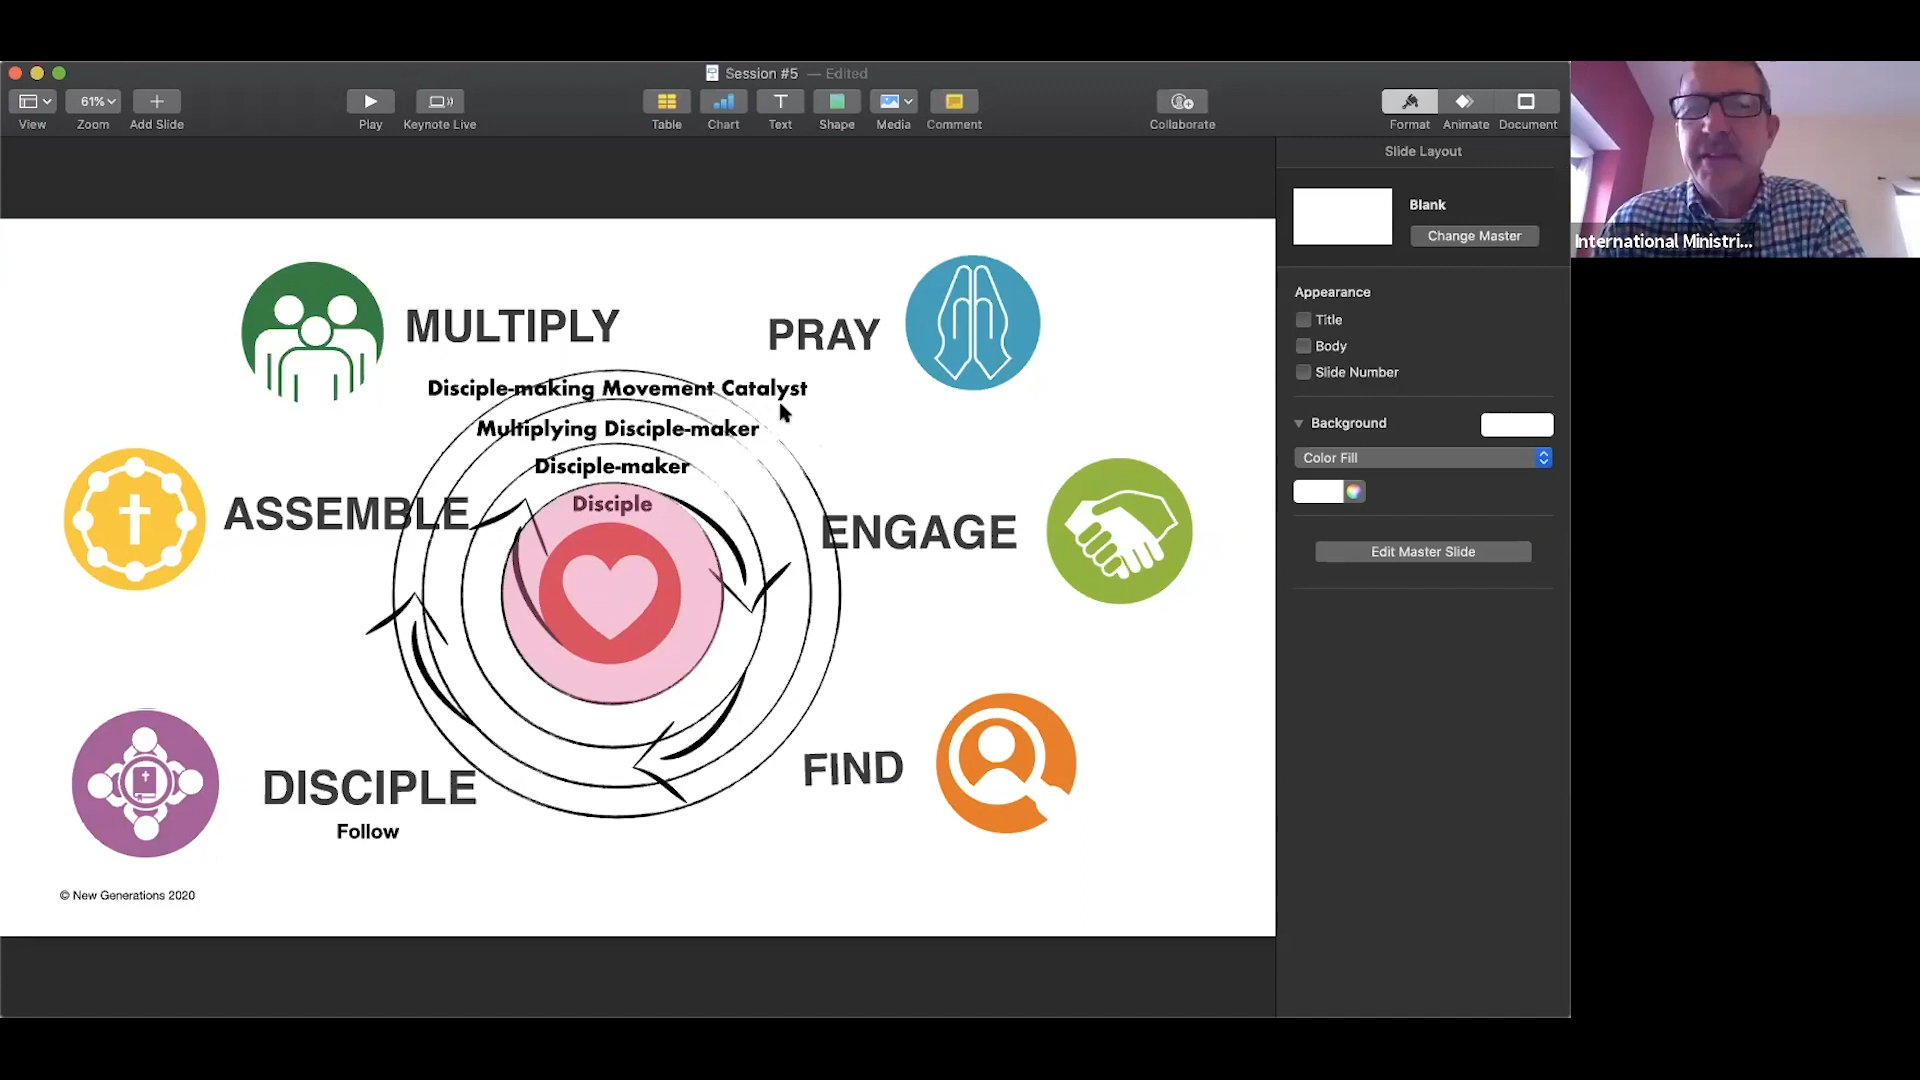 Session #5 — Edited
View
61%
Zoom
Add Slide
Play
Keynote Live
Table
Chart
Text
Shape
Media
Comment
Collaborate
Format
Animate
Document
Slide Layout
Blank
Change Master
Appearance
Title
Body
Slide Number
Background
Color Fill
Edit Master Slide
International Ministri...
MULTIPLY
PRAY
Disciple-making Movement Catalyst
Multiplying Disciple-maker
Disciple-maker
Disciple
ASSEMBLE
ENGAGE
DISCIPLE
Follow
FIND
© New Generations 2020